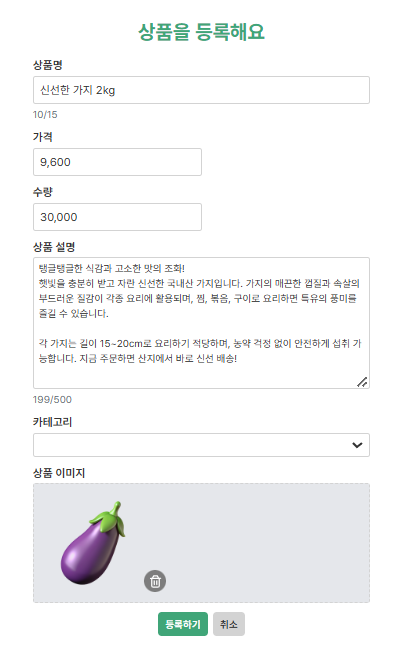 상품을 등록해요
상품명
신선한 가지 2kg
10/15
가격
9,600
수량
30,000
상품 설명
탱글탱글한 식감과 고소한 맛의 조화!
햇빛을 충분히 받고 자란 신선한 국내산 가지입니다. 가지의 매끈한 껍질과 속살의
부드러운 질감이 각종 요리에 활용되며, 찜, 볶음, 구이로 요리하면 특유의 풍미를
즐길 수 있습니다.
각 가지는 길이 15~20cm로 요리하기 적당하며, 농약 걱정 없이 안전하게 섭취 가
능합니다. 지금 주문하면 산지에서 바로 신선 배송!
199/500
카테고리
상품 이미지
등록하기
취소